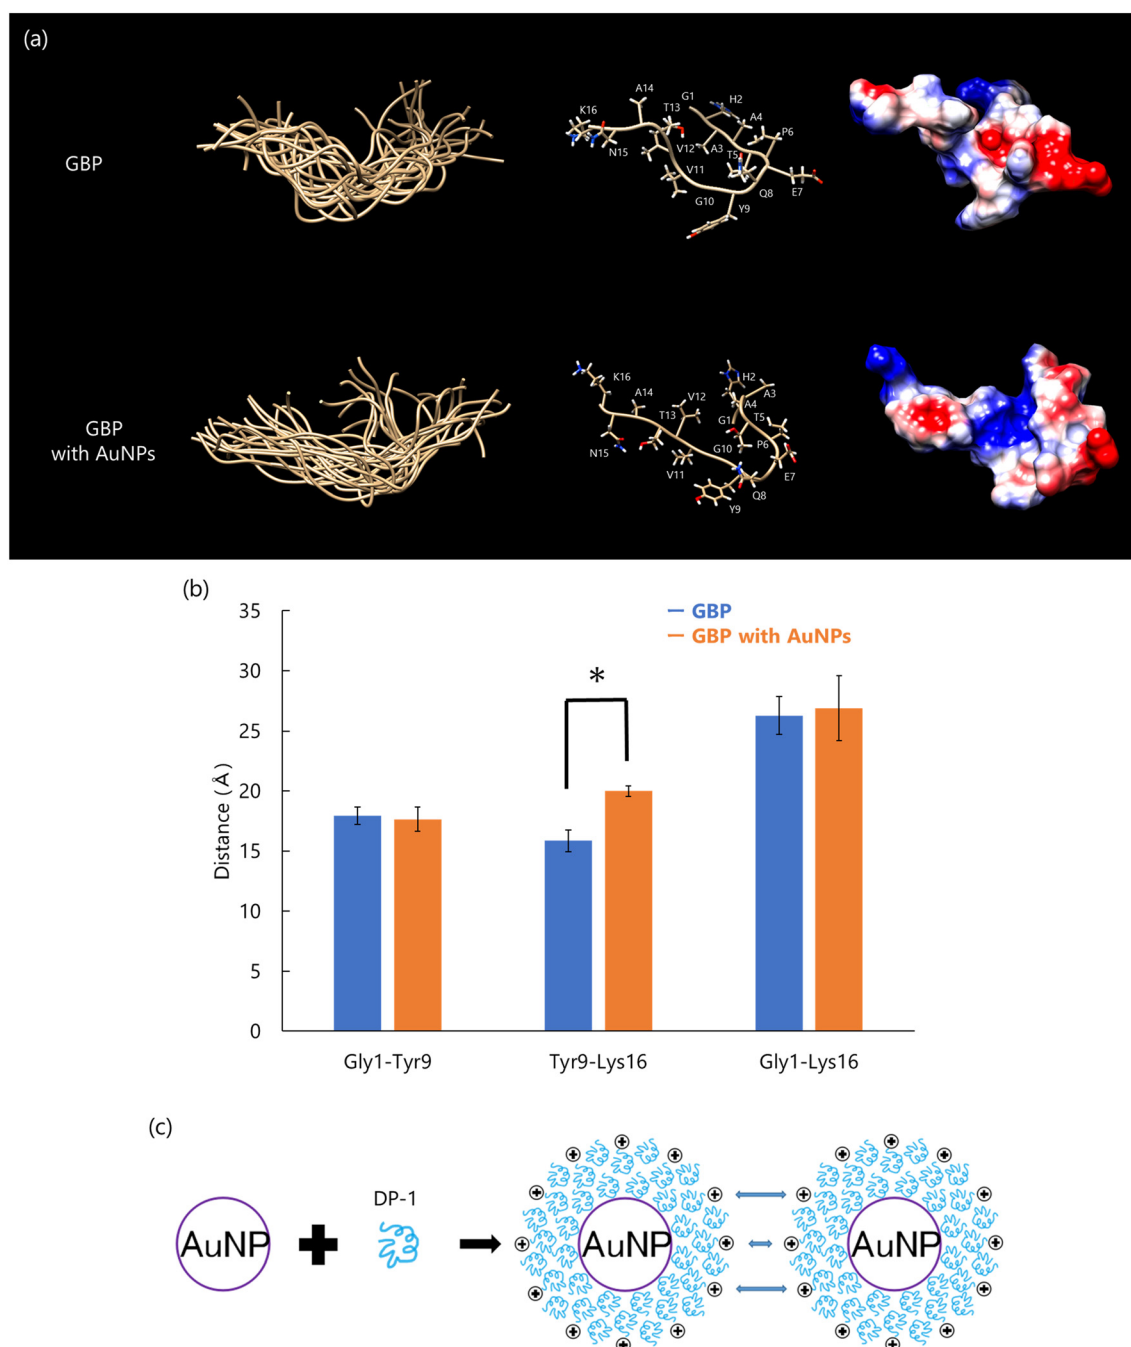 (a)
GBP
A14
K16
T13
G1
H2
A4
P6
N15
V12
A3
T5
V11
E7
Q8
G10
Y9
GBP
with AuNPs
K16
A14
V12
T13
H2
A3
A4
G1
T5
N15
V11
G10
P6
E7
Q8
Y9
(b)
35
30
25
20
15
10
5
0
Distance (Å)
GBP
GBP with AuNPs
*
Gly1-Tyr9
Tyr9-Lys16
Gly1-Lys16
(c)
DP-1
AuNP
AuNP
AuNP